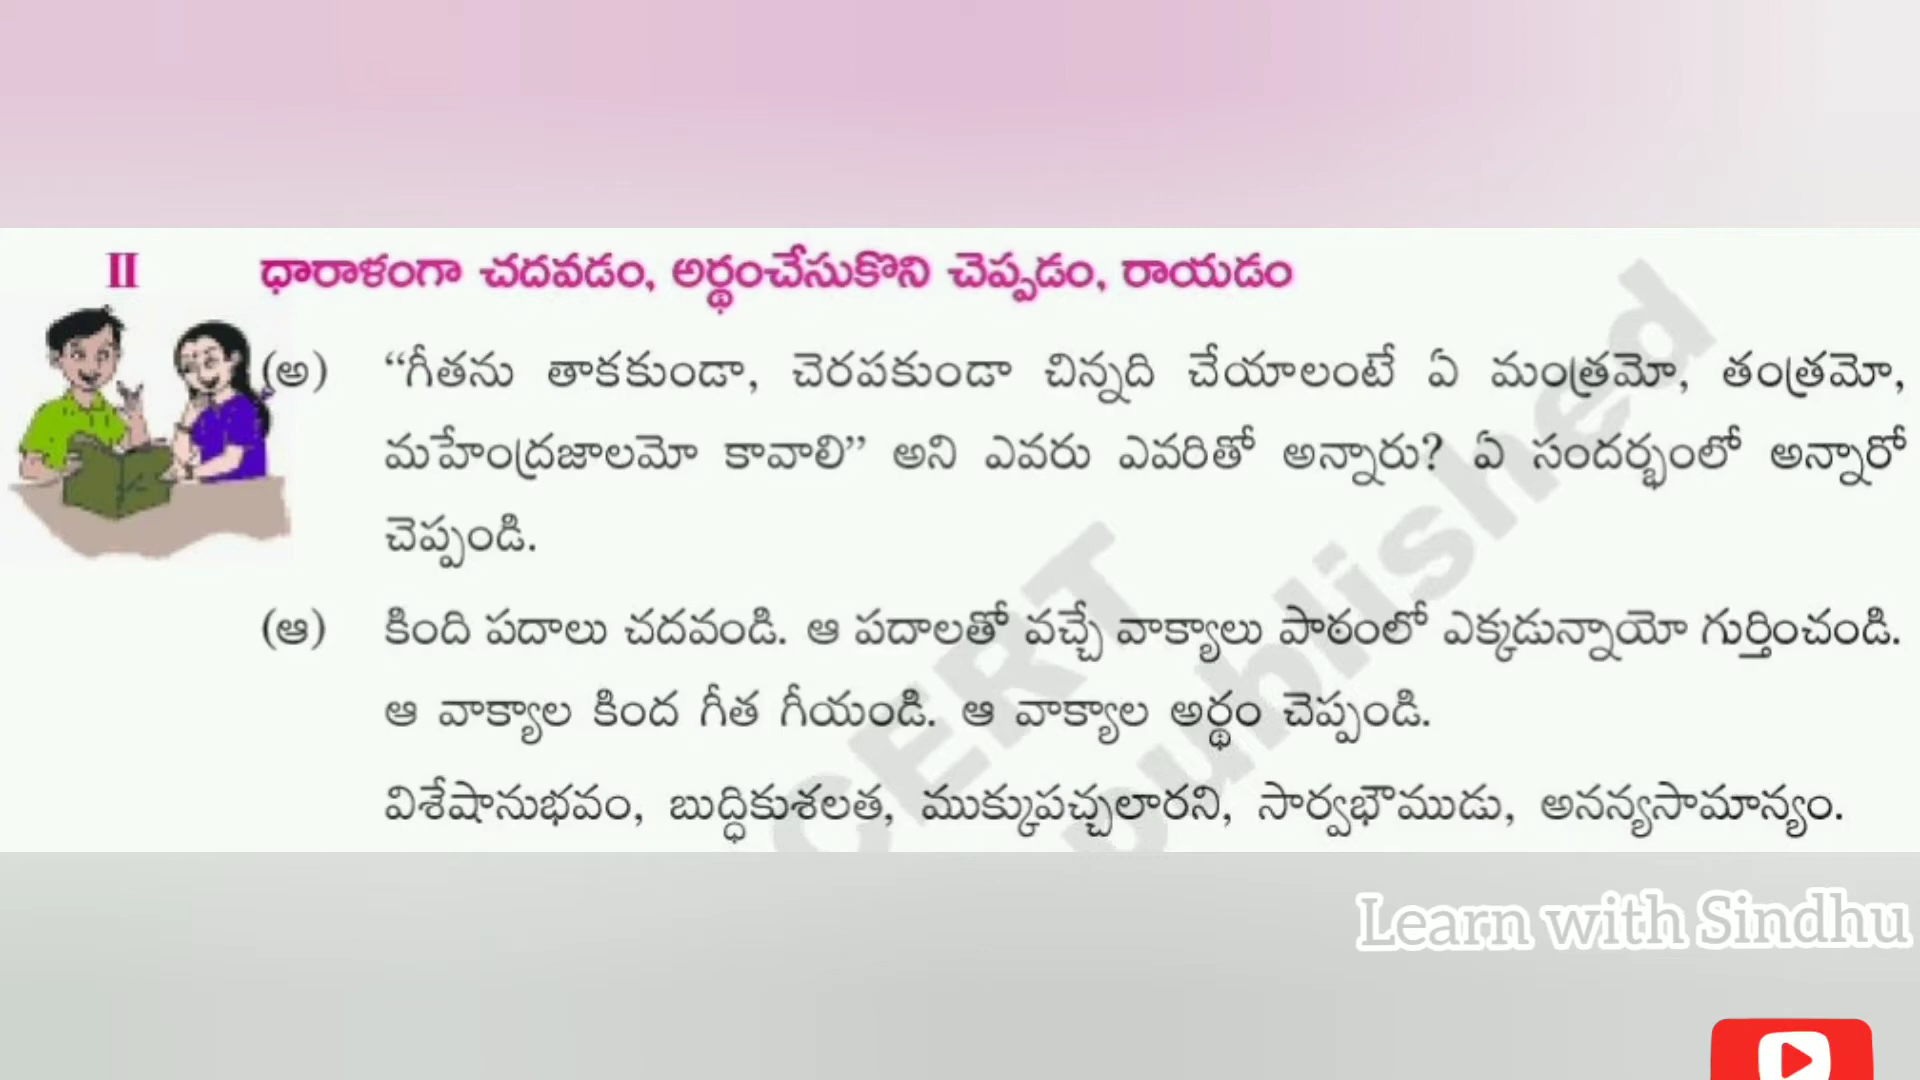 II ధారాళంగా చదవడం, అర్థంచేసుకొని చెప్పడం, రాయడం
(అ) “గీతను తాకకుండా, చెరపకుండా చిన్నది చేయాలంటే ఏ మంత్రమో, తంత్రమో,
మహేంద్రజాలమో కావాలి” అని ఎవరు ఎవరితో అన్నారు? ఏ సందర్భంలో అన్నారో
చెప్పండి.
(ఆ) కింది పదాలు చదవండి. ఆ పదాలతో వచ్చే వాక్యాలు పాఠంలో ఎక్కడున్నాయో గుర్తించండి.
ఆ వాక్యాల కింద గీత గీయండి. ఆ వాక్యాల అర్థం చెప్పండి.
విశేషానుభవం, బుద్ధికుశలత, ముక్కుపచ్చలారని, సార్వభౌముడు, అనన్యసామాన్యం.
CERT
published
Learn with Sindhu